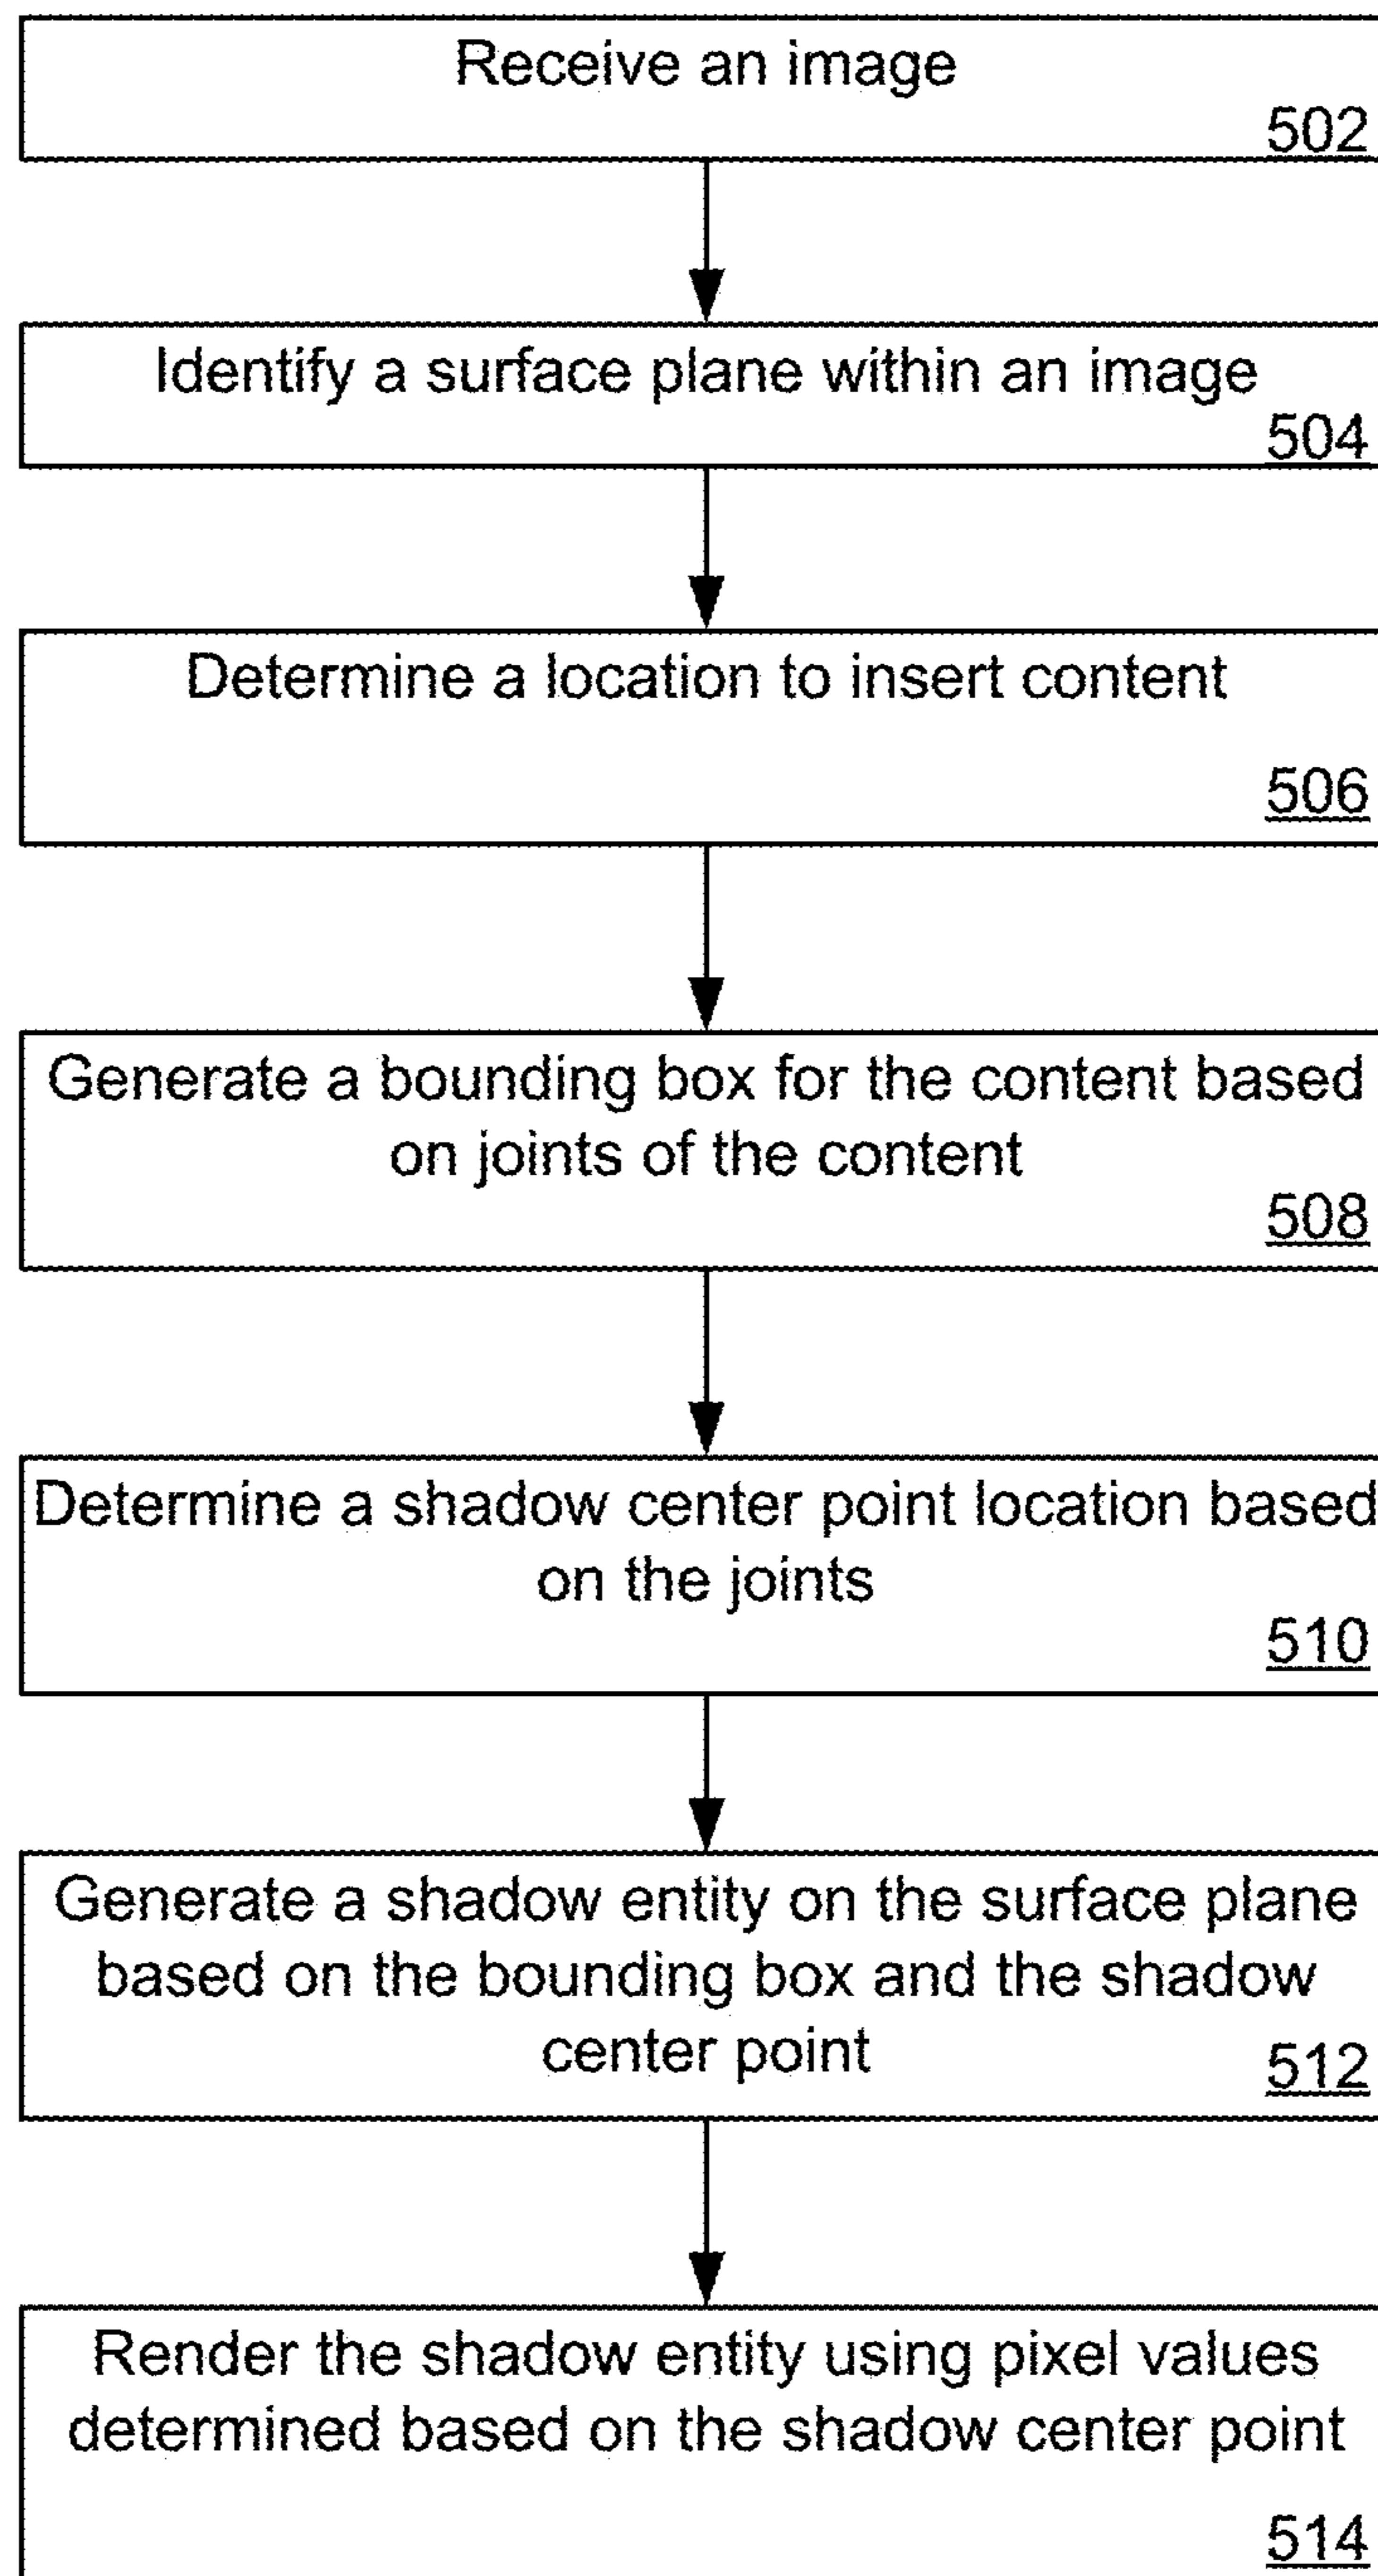 Receive an image
502
Identify a surface plane within an image
504
Determine a location to insert content
506
Generate a bounding box for the content based
on joints of the content
508
Determine a shadow center point location based
on the joints
510
Generate a shadow entity on the surface plane
based on the bounding box and the shadow
center point
512
Render the shadow entity using pixel values
determined based on the shadow center point
514